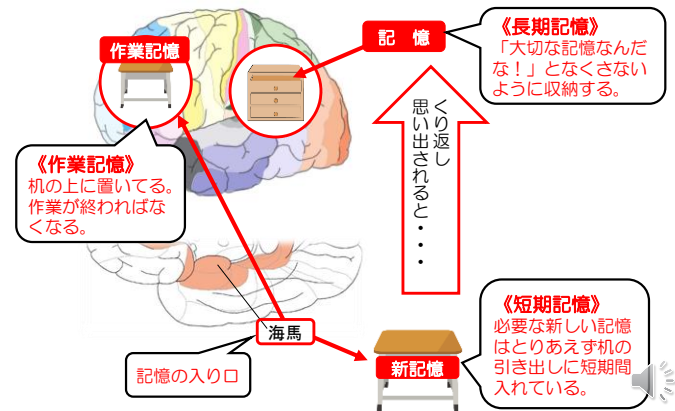 作業記憶
記　憶
《長期記憶》
「大切な記憶なんだ
な！」となくさない
ように収納する。
《作業記憶》
机の上に置いてる。
作業が終わればな
くなる。
くり返し
思い出されると・・・
海馬
記憶の入り口
新記憶
《短期記憶》
必要な新しい記憶
はとりあえず机の
引き出しに短期間
入れている。